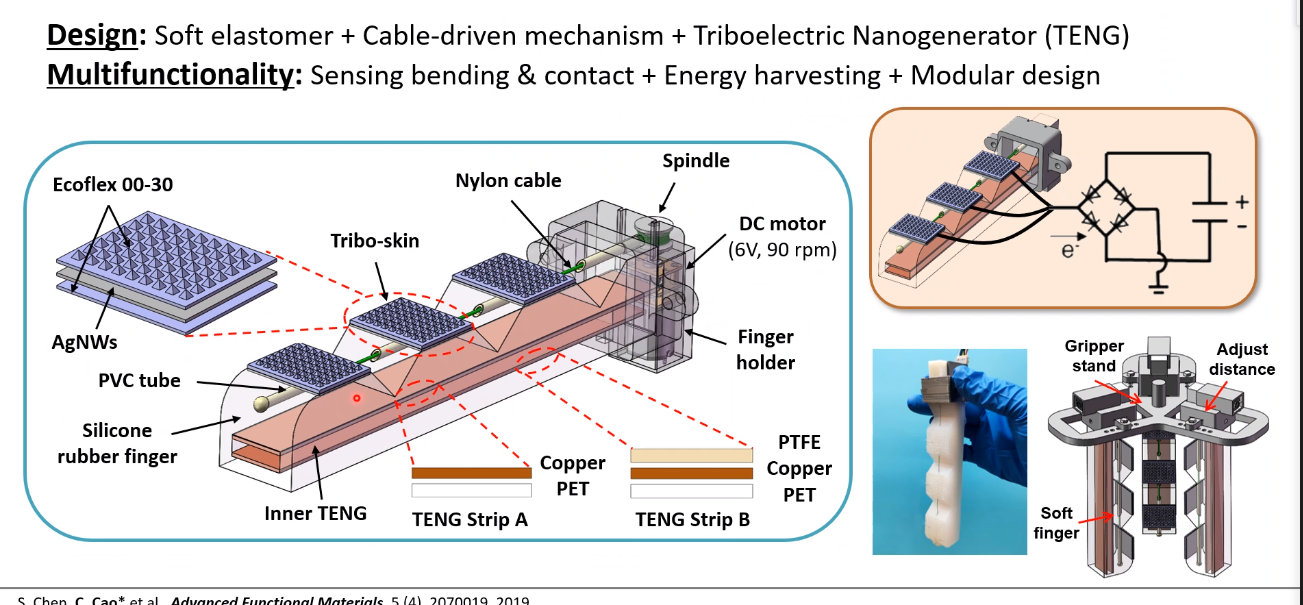 Design: Soft elastomer + Cable-driven mechanism + Triboelectric Nanogenerator (TENG)
Multifunctionality: Sensing bending & contact + Energy harvesting + Modular design
Ecoflex 00-30
AgNWs
PVC tube
Silicone
rubber finger
Tribo-skin
Nylon cable
Spindle
DC motor
(6V, 90 rpm)
Finger
holder
Inner TENG
Copper
PET
TENG Strip A
PTFE
Copper
PET
TENG Strip B
e-
+
-
Gripper
stand
Adjust
distance
Soft
finger
S. Chen, C. Cao* et al., Advanced Functional Materials, 5 (4), 2070019, 2019